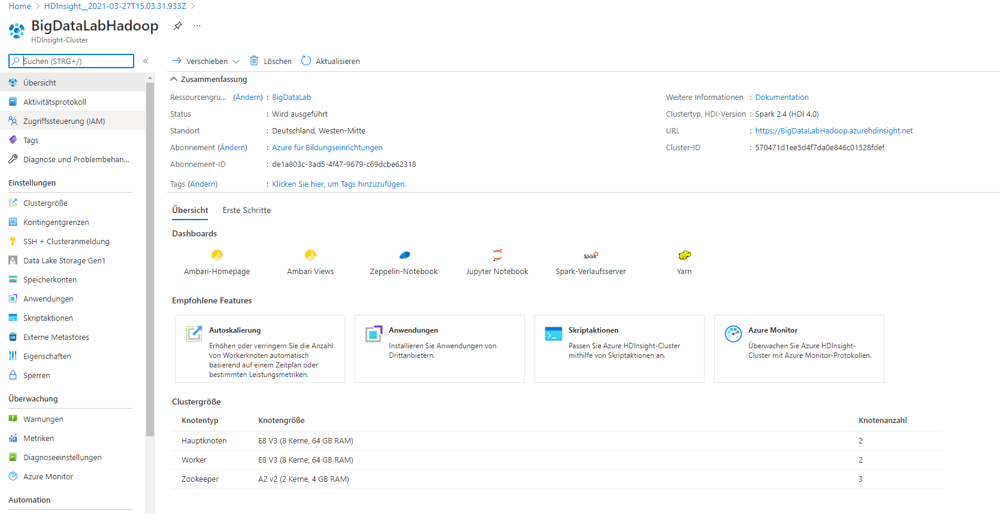 Home > HDInsight__2021-03-27T15.03.31.933Z >
BigDataLabHadoop
HDInsight-Cluster
Suchen (STRG+/)
Übersicht
Aktivitätsprotokoll
Zugriffssteuerung (IAM)
Tags
Diagnose und Problembehan...
Einstellungen
Clustergröße
Kontingentgrenzen
SSH + Clusteranmeldung
Data Lake Storage Gen1
Speicherkonten
Anwendungen
Skriptaktionen
Externe Metastores
Eigenschaften
Sperren
Überwachung
Warnungen
Metriken
Diagnoseeinstellungen
Azure Monitor
Automation
Verschieben Löschen Aktualisieren
Zusammenfassung
Ressourcengru... (Ändern) : BigDataLab
Status : Wird ausgeführt
Standort : Deutschland, Westen-Mitte
Abonnement (Ändern) : Azure für Bildungseinrichtungen
Abonnement-ID : de1a803c-3ad5-4f47-9679-c69dcbe62318
Tags (Ändern) : Klicken Sie hier, um Tags hinzuzufügen.
Weitere Informationen : Dokumentation
Clustertyp, HDI-Version : Spark 2.4 (HDI 4.0)
URL : https://BigDataLabHadoop.azurehdinsight.net
Cluster-ID : 570471d1ee5d4f7da0e846c01528fdef
Übersicht Erste Schritte
Dashboards
Ambari-Homepage
Ambari Views
Zeppelin-Notebook
Jupyter Notebook
Spark
Spark-Verlaufsserver
Yarn
Empfohlene Features
Autoskalierung
Erhöhen oder verringern Sie die Anzahl
von Workerknoten automatisch
basierend auf einem Zeitplan oder
bestimmten Leistungsmetriken.
Anwendungen
Installieren Sie Anwendungen von
Drittanbietern.
Skriptaktionen
Passen Sie Azure HDInsight-Cluster
mithilfe von Skriptaktionen an.
Azure Monitor
Überwachen Sie Azure HDInsight-
Cluster mit Azure Monitor-Protokollen.
Clustergröße
Knotentyp Knotengröße Knotenanzahl
Hauptknoten E8 V3 (8 Kerne, 64 GB RAM) 2
Worker E8 V3 (8 Kerne, 64 GB RAM) 2
Zookeeper A2 v2 (2 Kerne, 4 GB RAM) 3